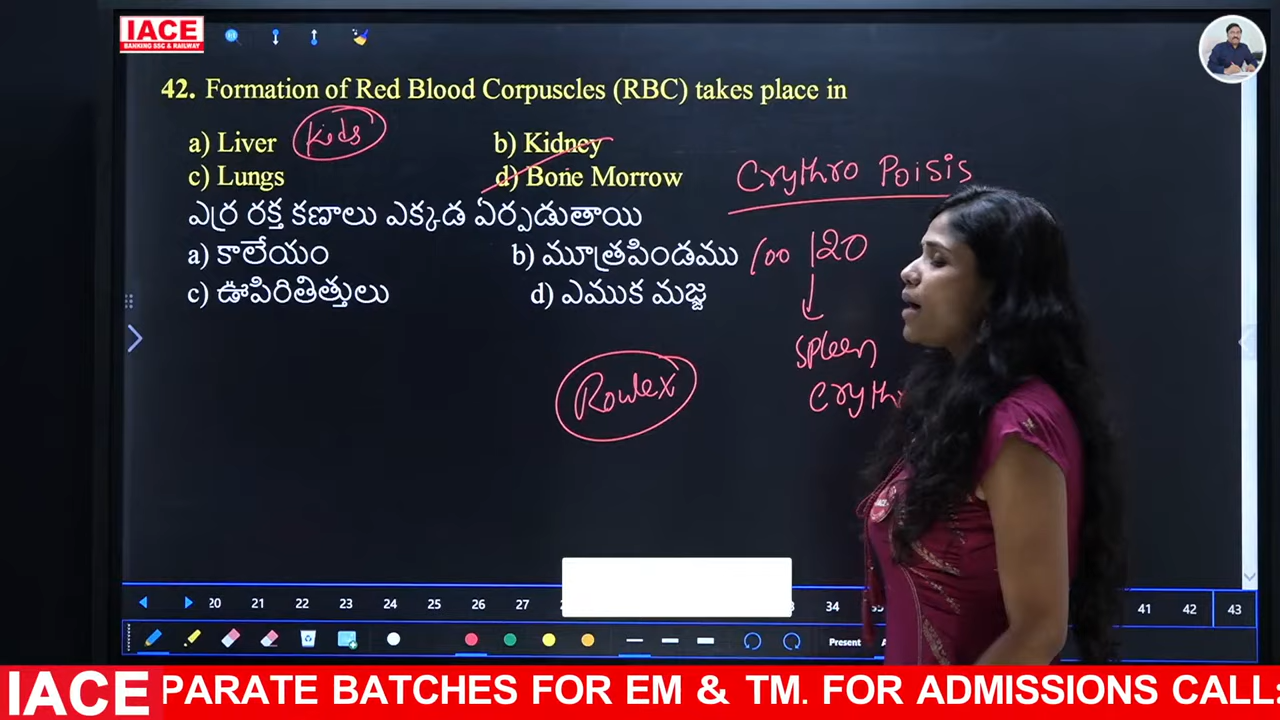 IACE
BANKING SSC & RAILWAY
42. Formation of Red Blood Corpuscles (RBC) takes place in
a) Liver Kids b) Kidney
c) Lungs d) Bone Morrow
Erythro Poisis
ఎర్ర రక్త కణాలు ఎక్కడ ఏర్పడుతాయి
a) కాలేయం b) మూత్రపిండము 100 120
c) ఊపిరితిత్తులు d) ఎముక మజ్జ
Spleen
Roulex
Erythr
20 21 22 23 24 25 26 27 34 41 42 43
Present
IACE PARATE BATCHES FOR EM & TM. FOR ADMISSIONS CALL: